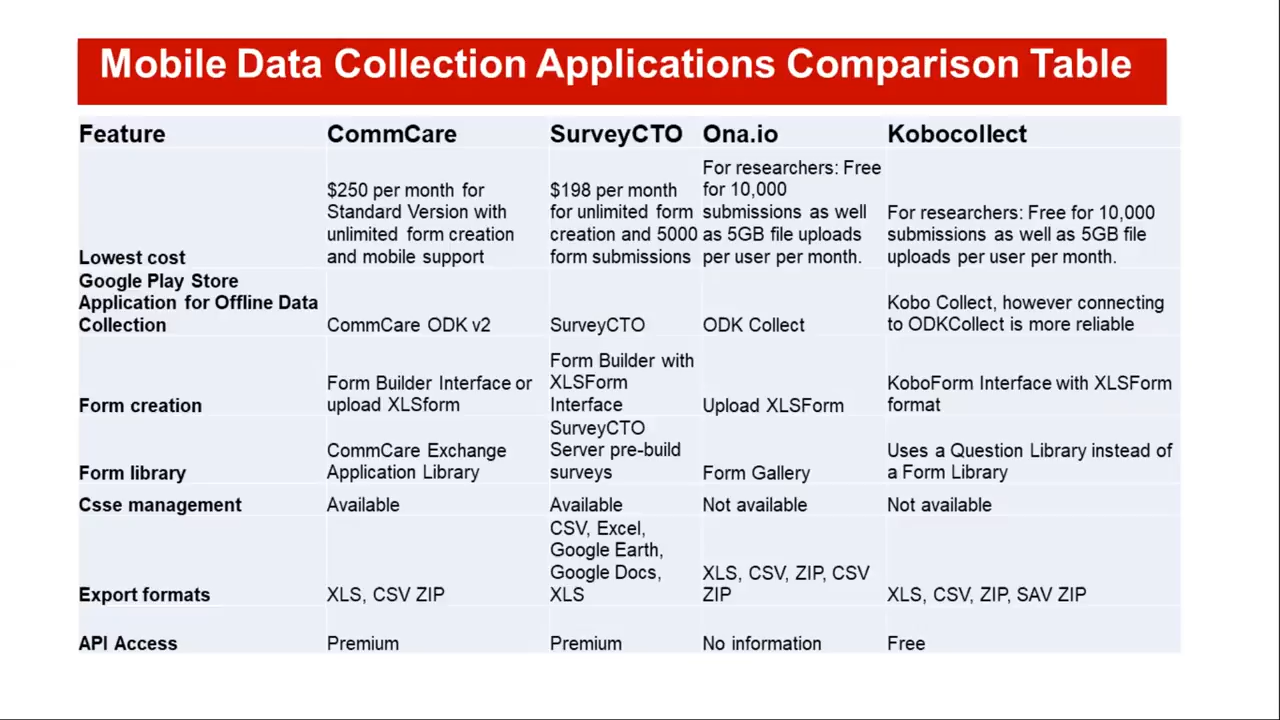 Mobile Data Collection Applications Comparison Table
Feature
CommCare
SurveyCTO
Ona.io
Kobocollect
Lowest cost
$250 per month for
Standard Version with
unlimited form creation
and mobile support
$198 per month
for unlimited form
creation and 5000
form submissions
For researchers: Free
for 10,000
submissions as well
as 5GB file uploads
per user per month.
For researchers: Free for 10,000
submissions as well as 5GB file
uploads per user per month.
Google Play Store
Application for Offline Data
Collection
CommCare ODK v2
SurveyCTO
ODK Collect
Kobo Collect, however connecting
to ODKCollect is more reliable
Form creation
Form Builder Interface or
upload XLSform
Form Builder with
XLSForm
Interface
Upload XLSForm
KoboForm Interface with XLSForm
format
Form library
CommCare Exchange
Application Library
SurveyCTO
Server pre-build
surveys
Form Gallery
Uses a Question Library instead of
a Form Library
Csse management
Available
Available
Not available
Not available
Export formats
XLS, CSV ZIP
CSV, Excel,
Google Earth,
Google Docs,
XLS
XLS, CSV, ZIP, CSV
ZIP
XLS, CSV, ZIP, SAV ZIP
API Access
Premium
Premium
No information
Free